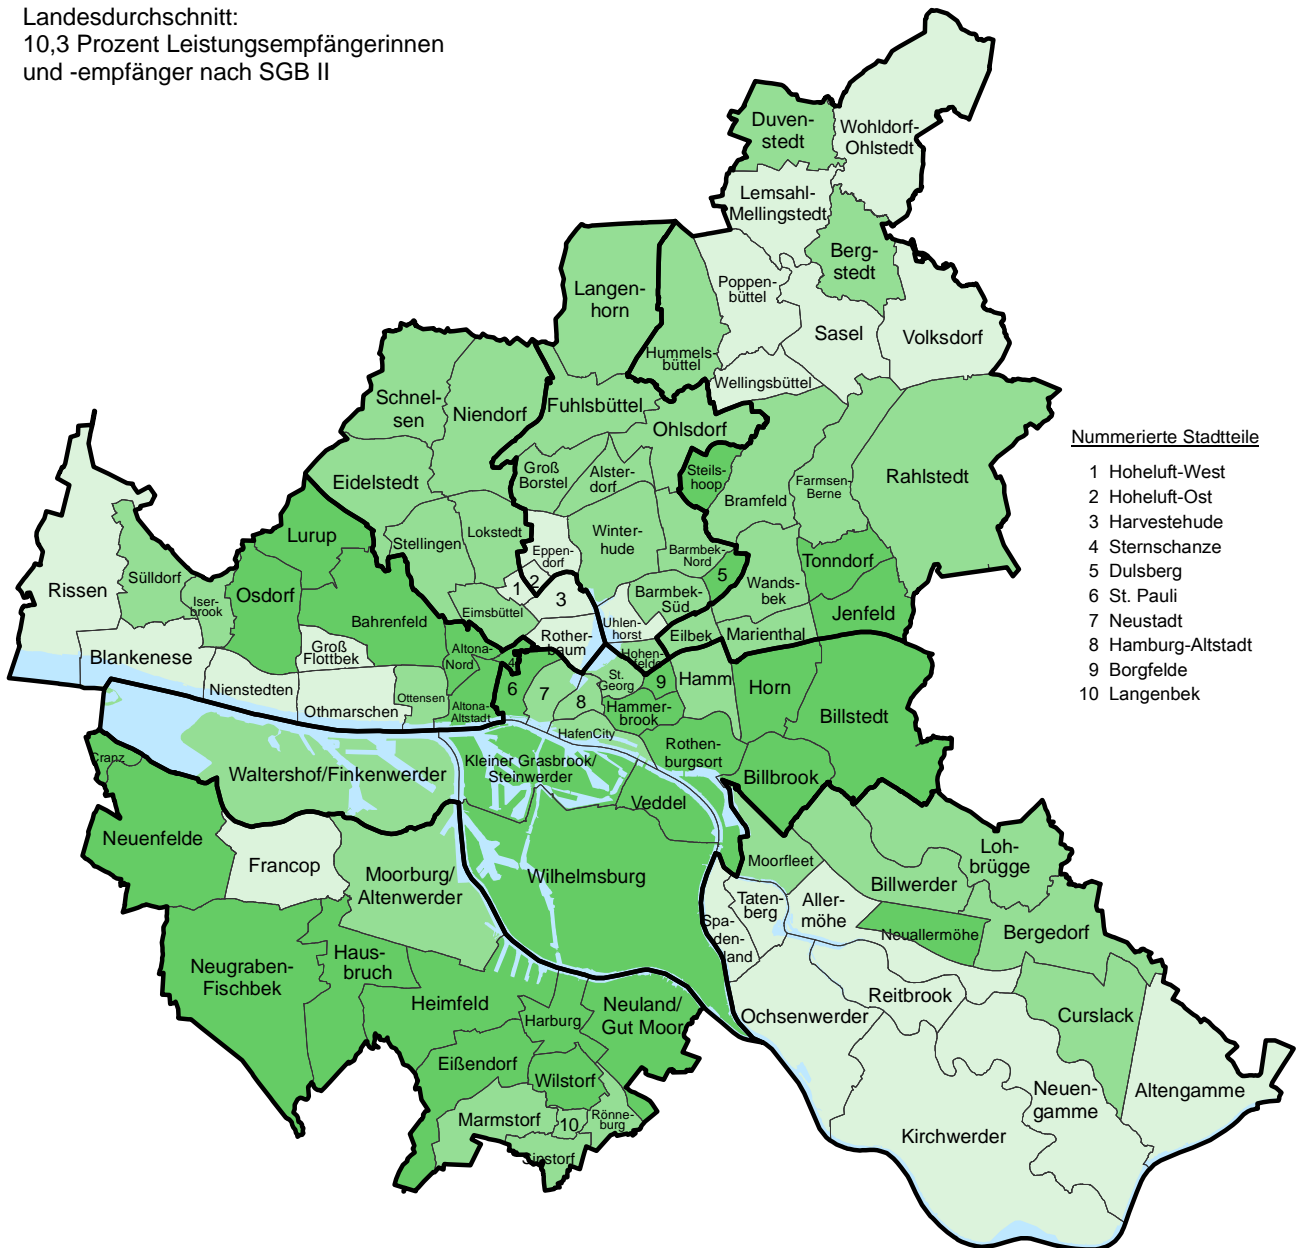 Landesdurchschnitt:
10,3 Prozent Leistungsempfängerinnen
und -empfänger nach SGB II
Duven-
stedt
Wohldorf-
Ohlstedt
Lemsahl-
Mellingstedt
Berg-
stedt
Poppen-
büttel
Sasel
Volksdorf
Langen-
horn
Hummels-
büttel
Wellingsbüttel
Schnel-
sen
Niendorf
Fuhlsbüttel
Ohlsdorf
Eidelstedt
Groß
Borstel
Alster-
dorf
Steils-
hoop
Bramfeld
Farmsen-
Berne
Rahlstedt
Nummerierte Stadtteile
1 Hoheluft-West
2 Hoheluft-Ost
3 Harvestehude
4 Sternschanze
5 Dulsberg
6 St. Pauli
7 Neustadt
8 Hamburg-Altstadt
9 Borgfelde
10 Langenbek
Lurup
Stellingen
Lokstedt
Eppen-
dorf
Winter-
hude
Barmbek-
Nord
5
Tonndorf
Wands-
bek
Rissen
Sülldorf
Iser-
brook
Osdorf
Bahrenfeld
Eimsbüttel
1
2
3
Barmbek-
Süd
Jenfeld
Uhlen-
horst
Eilbek
Marienthal
Blankenese
Groß
Flottbek
Altona-
Nord
4
Rother-
baum
Hohen-
felde
Nienstedten
Othmarschen
Ottensen
Altona-
Altstadt
6
7
8
St.
Georg
9
Hamm
Horn
Billstedt
Hammer-
brook
HafenCity
Rothen-
burgsort
Billbrook
Cranz
Waltershof/Finkenwerder
Kleiner Grasbrook/
Steinwerder
Veddel
Neuenfelde
Francop
Moorburg/
Altenwerder
Wilhelmsburg
Moorfleet
Billwerder
Loh-
brügge
Taten-
berg
Aller-
möhe
Spa-
den-
land
Neuallermöhe
Bergedorf
Neugraben-
Fischbek
Haus-
bruch
Heimfeld
Harburg
Neuland/
Gut Moor
Ochsenwerder
Reitbrook
Curslack
Eißendorf
Wilstorf
Marmstorf
10
Rönne-
burg
Sinstorf
Neuen-
gamme
Altengamme
Kirchwerder